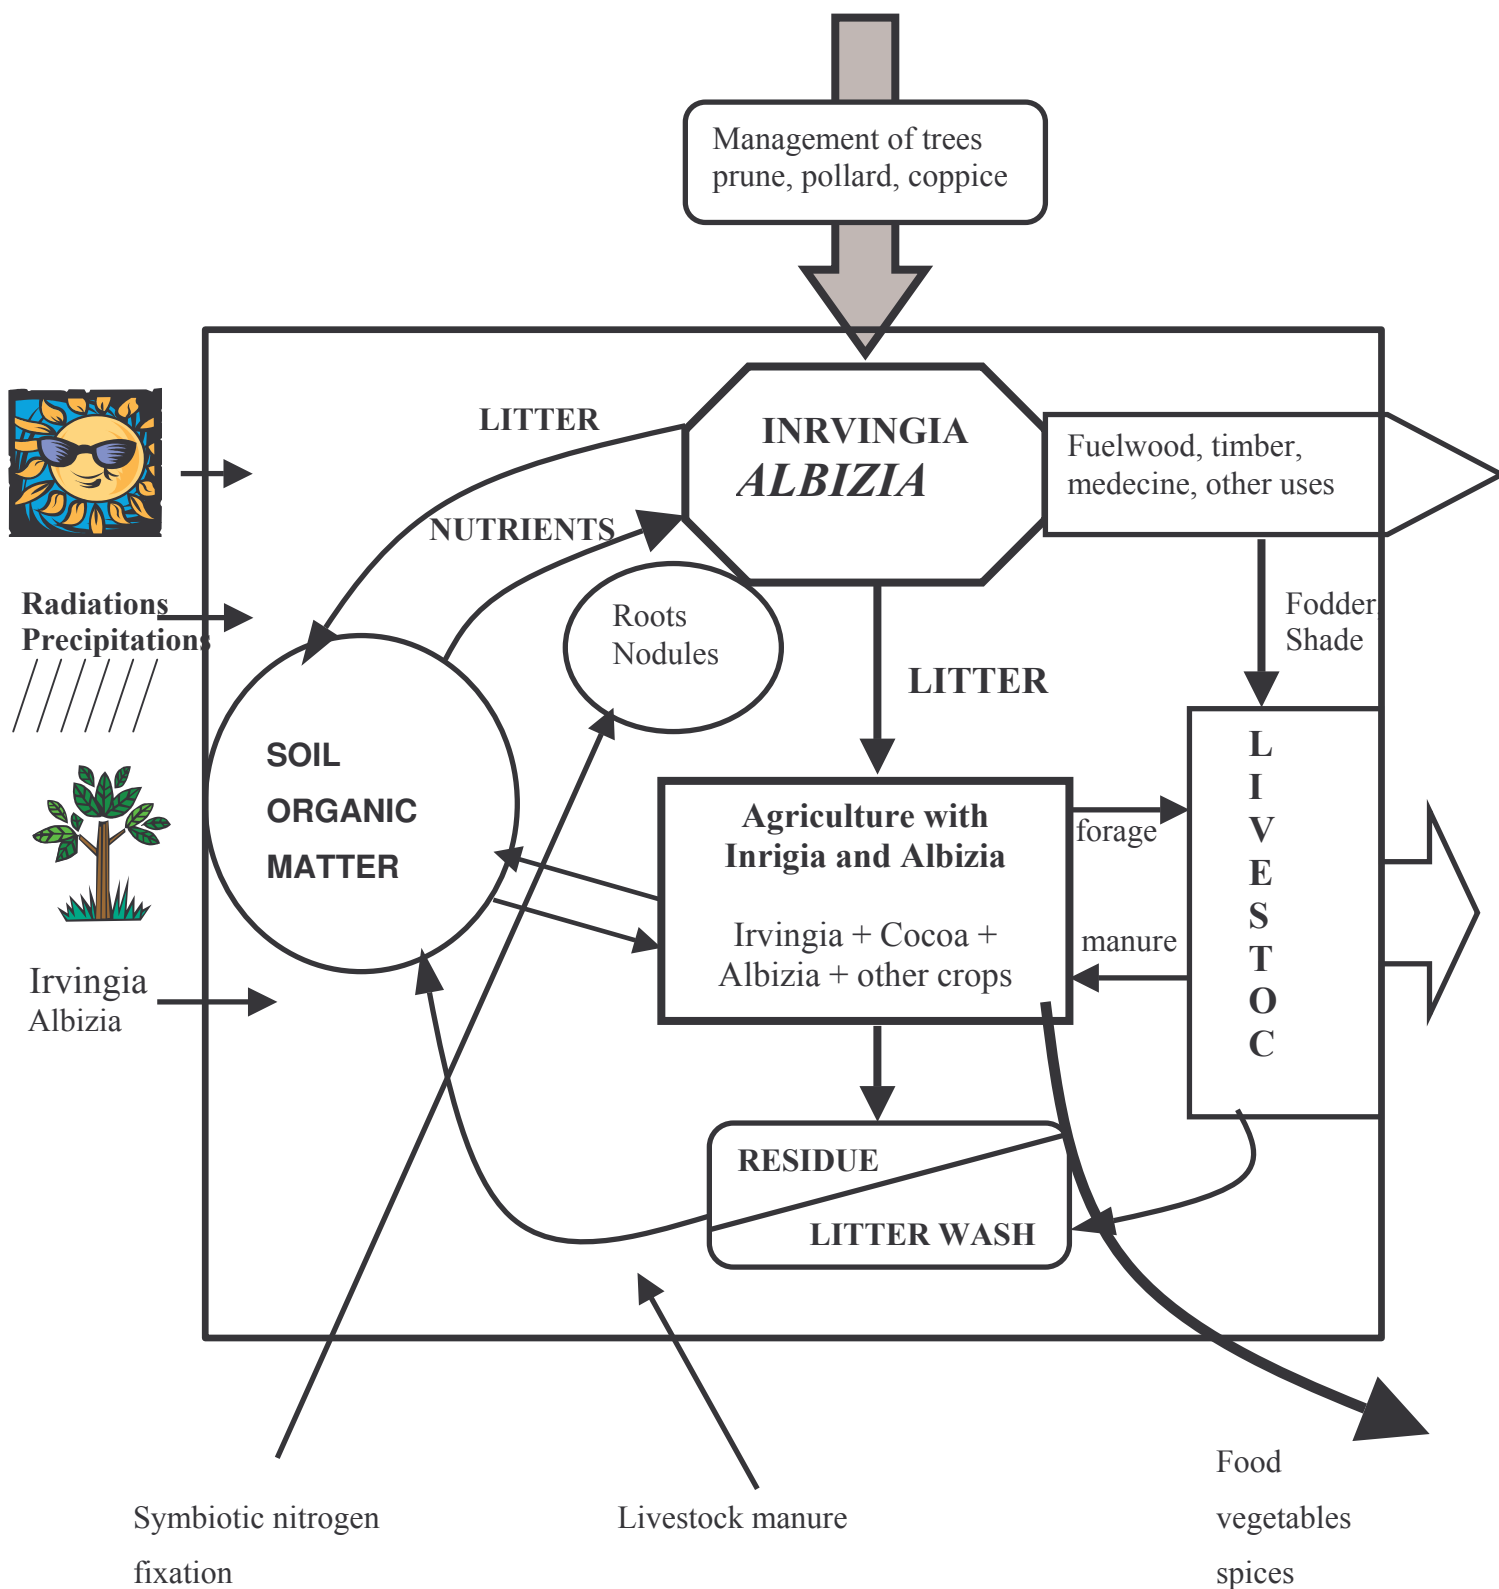 Management of trees
prune, pollard, coppice
LITTER
INRVINGIA
ALBIZIA
Fuelwood, timber,
medecine, other uses
NUTRIENTS
Radiations
Precipitations
Roots
Nodules
Fodder,
Shade
LITTER
SOIL
ORGANIC
MATTER
Agriculture with
Inrigia and Albizia
Irvingia + Cocoa +
Albizia + other crops
forage
manure
L
I
V
E
S
T
O
C
Irvingia
Albizia
RESIDUE
LITTER WASH
Symbiotic nitrogen
fixation
Livestock manure
Food
vegetables
spices